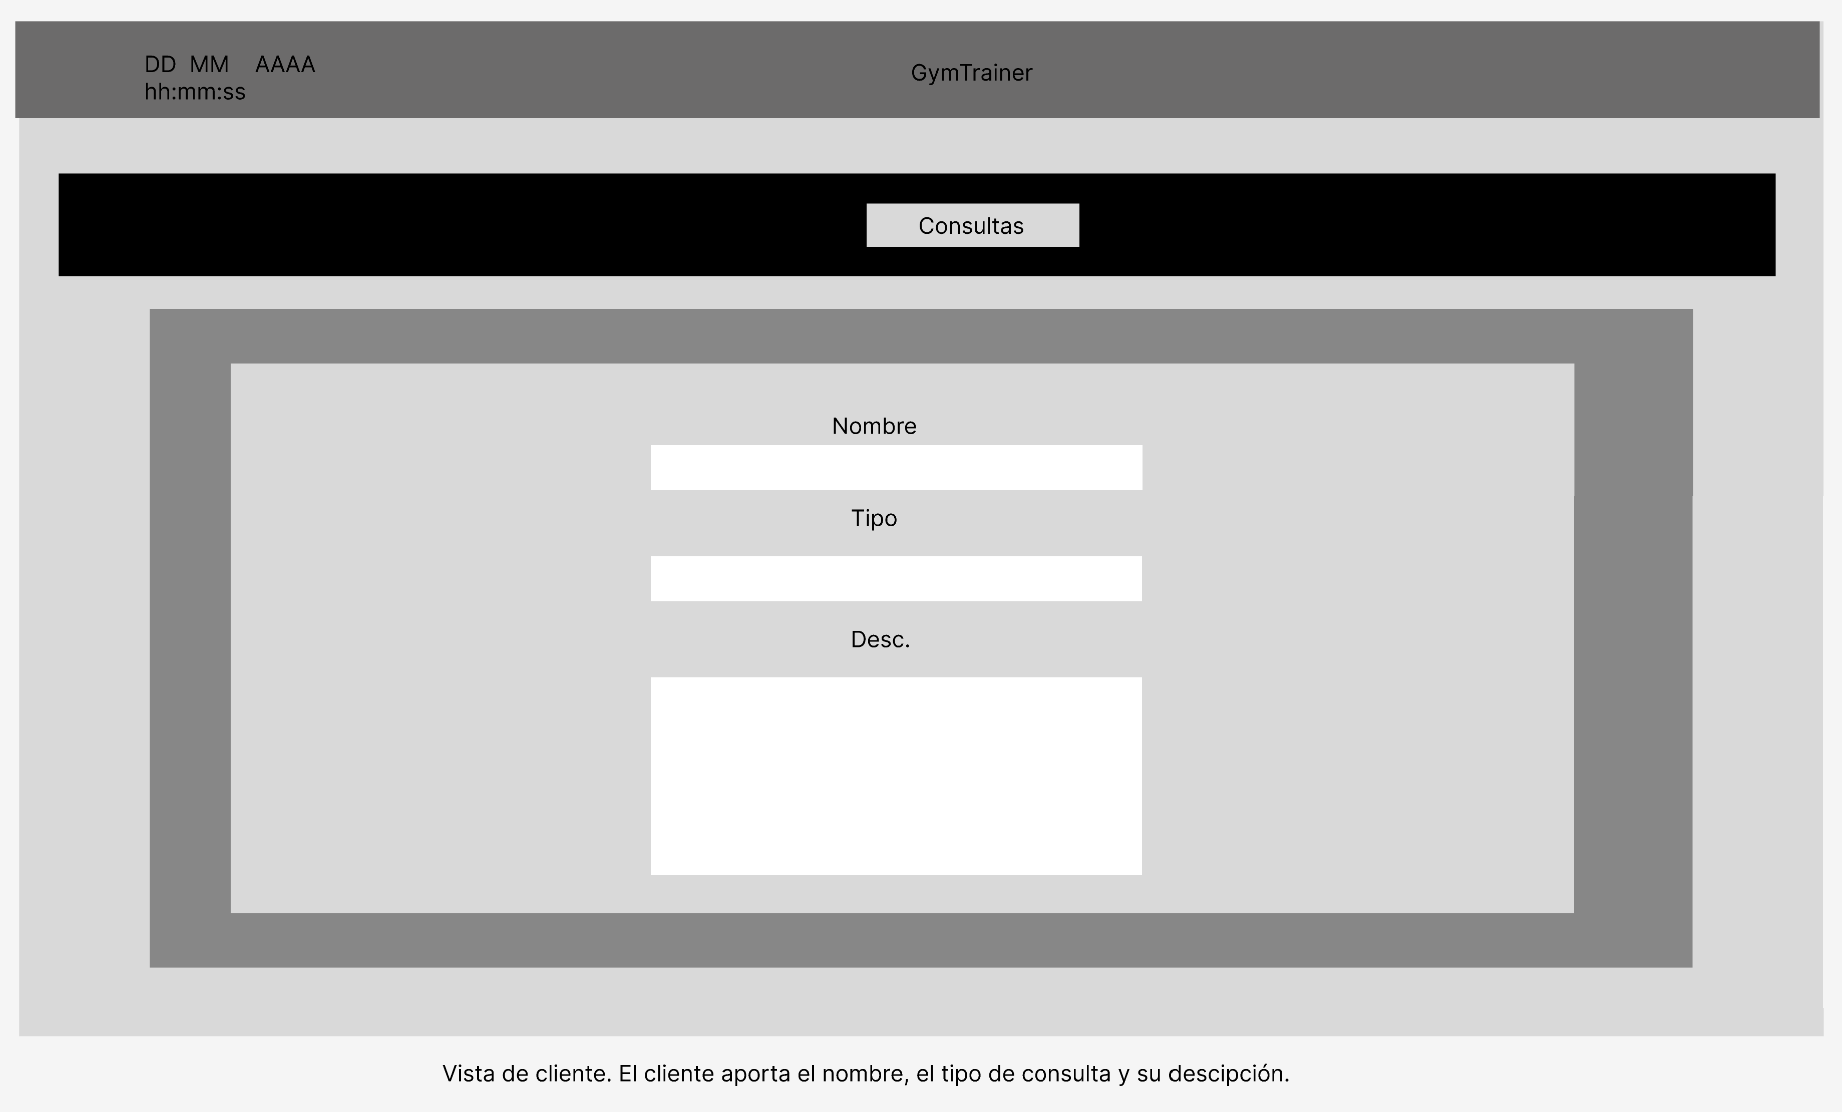 DD MM AAAA
hh:mm:ss
GymTrainer
Consultas
Nombre
Tipo
Desc.
Vista de cliente. El cliente aporta el nombre, el tipo de consulta y su descipción.